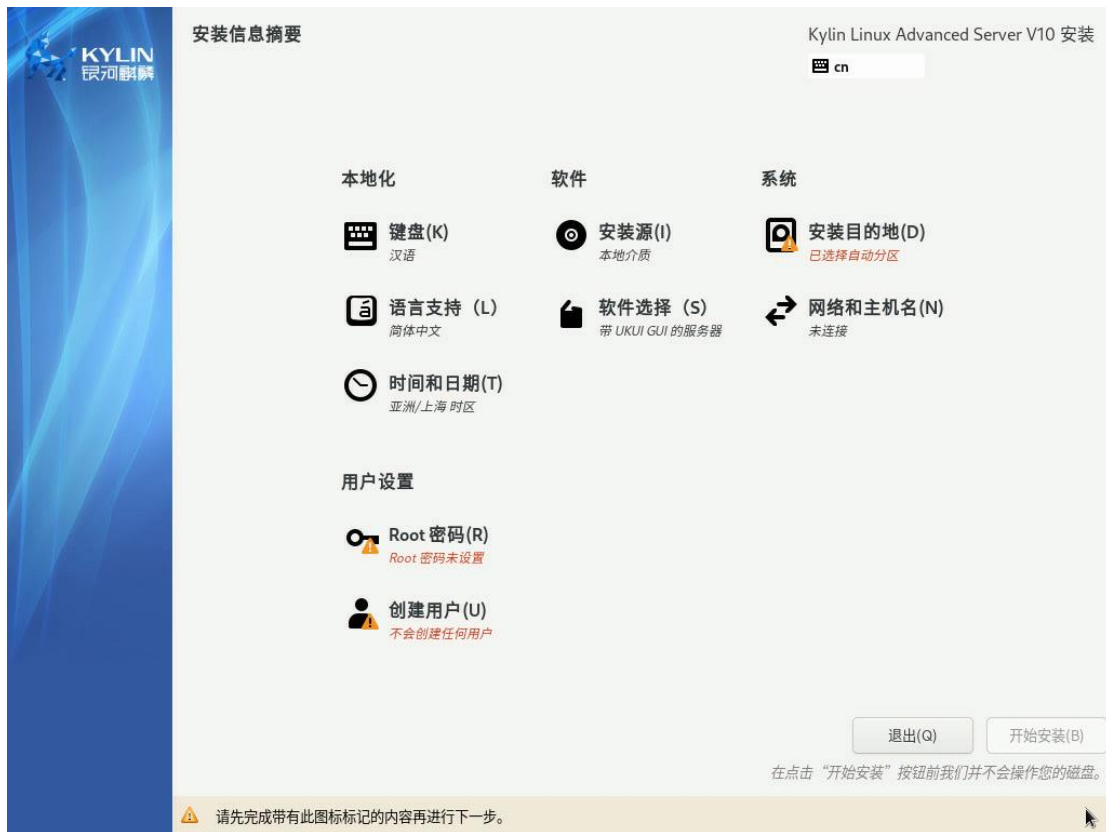 KYLIN
银河麒麟
安装信息摘要
Kylin Linux Advanced Server V10 安装
cn
本地化
软件
系统
键盘(K)
汉语
安装源(I)
本地介质
安装目的地(D)
已选择自动分区
语言支持（L）
简体中文
软件选择（S）
带 UKUI GUI 的服务器
网络和主机名(N)
未连接
时间和日期(T)
亚洲/上海 时区
用户设置
Root 密码(R)
Root 密码未设置
创建用户(U)
不会创建任何用户
退出(Q)
开始安装(B)
在点击“开始安装”按钮前我们并不会操作您的磁盘。
请先完成带有此图标标记的内容再进行下一步。